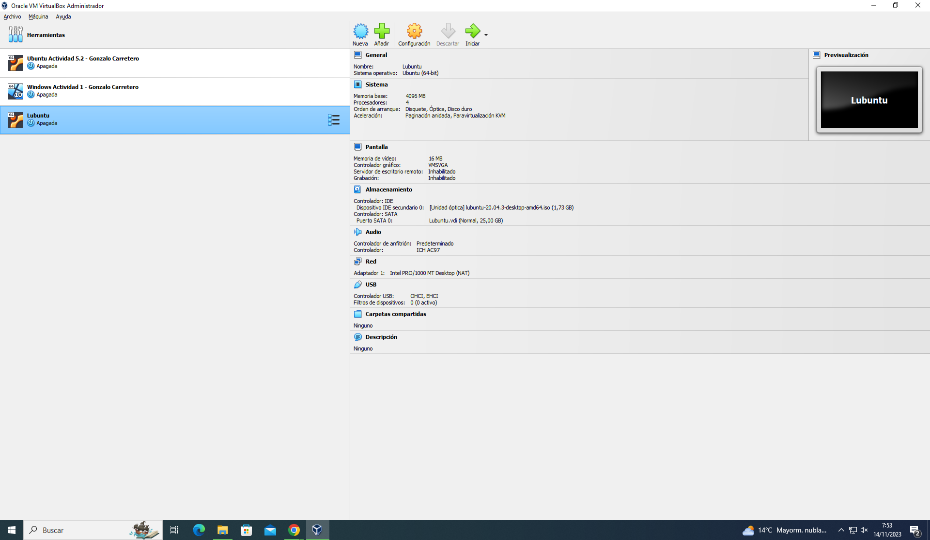 Oracle VM VirtualBox Administrador
Archivo Máquina Ayuda
Herramientas
Nueva Añadir Configuración Descartar Iniciar
Ubuntu Actividad 5.2 - Gonzalo Carretero
Apagada
Windows Actividad 1 - Gonzalo Carretero
Apagada
Lubuntu
Apagada
General
Nombre: Lubuntu
Sistema operativo: Ubuntu (64-bit)
Sistema
Memoria base: 4096 MB
Procesadores: 4
Orden de arranque: Disquete, Óptica, Disco duro
Aceleración: Paginación anidada, Paravirtualización KVM
Previsualización
Lubuntu
Pantalla
Memoria de vídeo: 16 MB
Controlador gráfico: VMSVGA
Servidor de escritorio remoto: Inhabilitado
Grabación: Inhabilitado
Almacenamiento
Controlador: IDE
Dispositivo IDE secundario 0: [Unidad óptica] lubuntu-20.04.3-desktop-amd64.iso (1,73 GB)
Controlador: SATA
Puerto SATA 0: Lubuntu.vdi (Normal, 25,00 GB)
Audio
Controlador de anfitrión: Predeterminado
Controlador: ICH AC97
Red
Adaptador 1: Intel PRO/1000 MT Desktop (NAT)
USB
Controlador USB: OHCI, EHCI
Filtros de dispositivos: 0 (0 activo)
Carpetas compartidas
Ninguno
Descripción
Ninguno
Buscar
14°C Mayorm. nubla...
7:53
14/11/2023
2